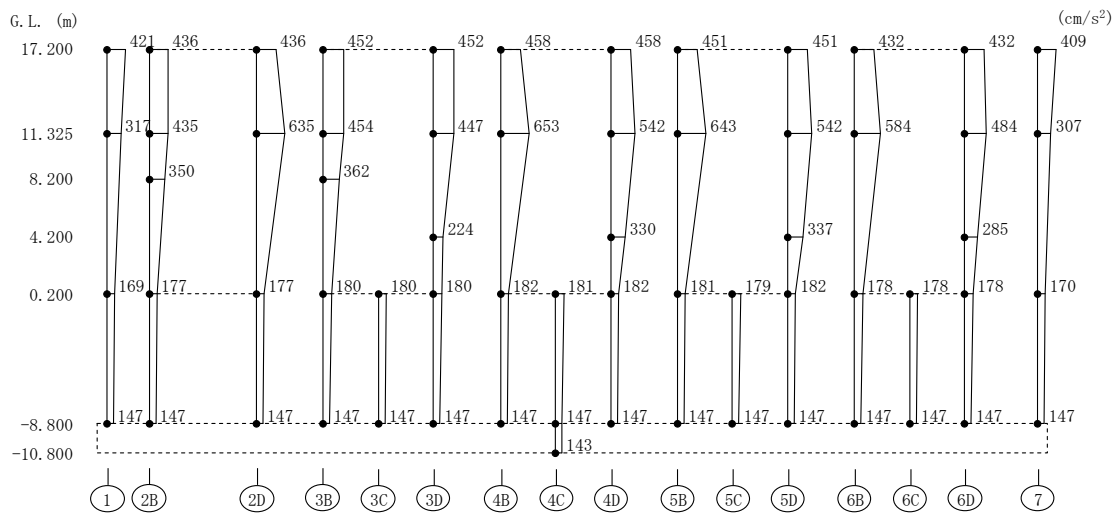 G.L. (m) (cm/s²)
17.200 421 436 436 452 452 458 458 451 451 432 432 409
11.325 317 435 635 454 447 653 542 643 542 584 484 307
8.200 350 362
4.200 224 330 337 285
0.200 169 177 177 180 180 180 182 181 182 181 179 182 178 178 178 170
-8.800 147 147 147 147 147 147 147 147 147 147 147 147 147 147 147 147
-10.800 143
1 2B 2D 3B 3C 3D 4B 4C 4D 5B 5C 5D 6B 6C 6D 7